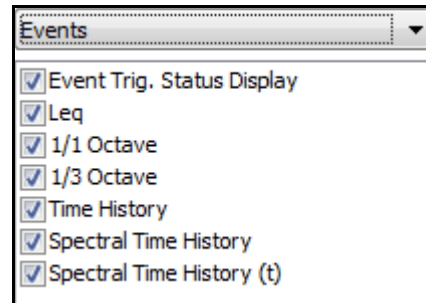 Events
Event Trig. Status Display
Leq
1/1 Octave
1/3 Octave
Time History
Spectral Time History
Spectral Time History (t)